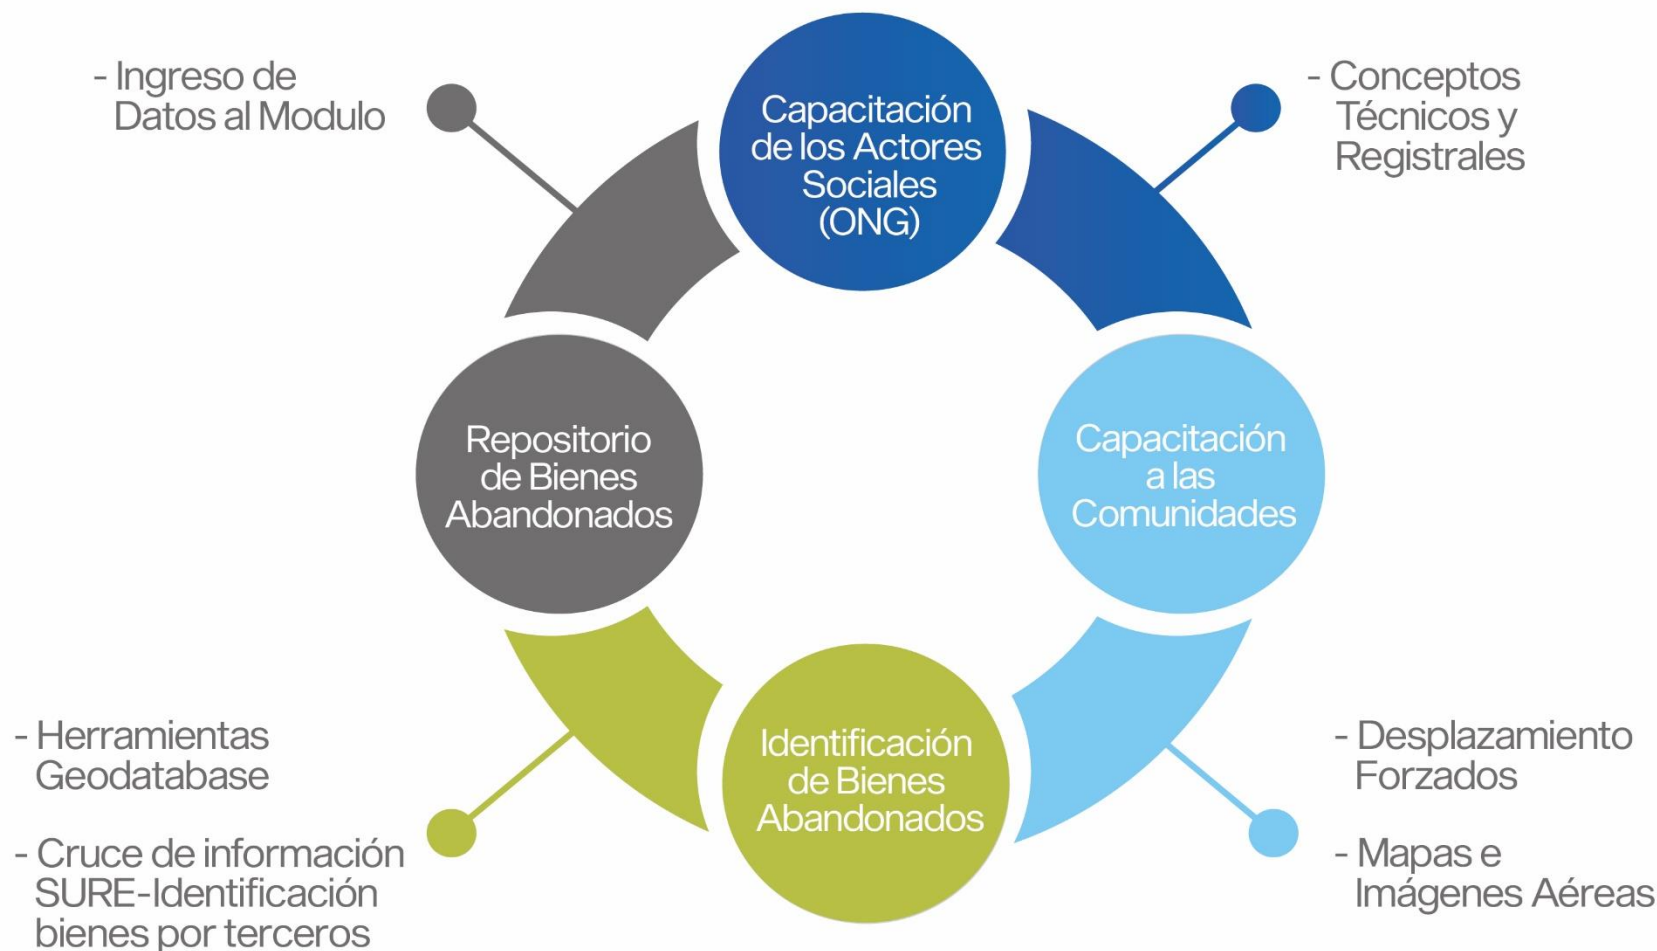 - Ingreso de
Datos al Modulo
Capacitación
de los Actores
Sociales
(ONG)
- Conceptos
Técnicos y
Registrales
Repositorio
de Bienes
Abandonados
Capacitación
a las
Comunidades
Identificación
de Bienes
Abandonados
- Herramientas
Geodatabase
- Cruce de información
SURE-Identificación
bienes por terceros
- Desplazamiento
Forzados
- Mapas e
Imágenes Aéreas